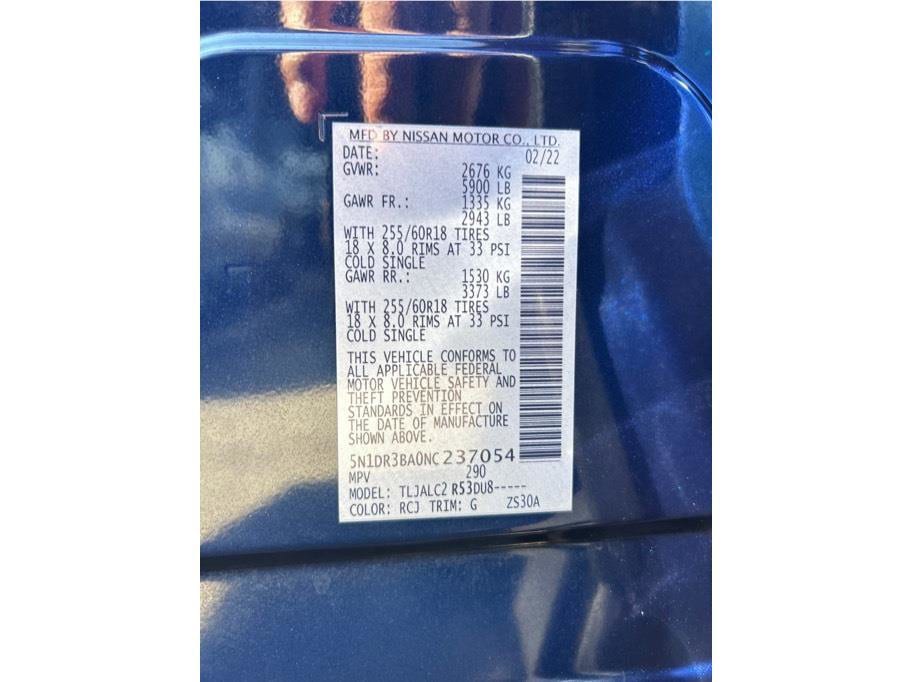 MFD BY NISSAN MOTOR CO., LTD.
DATE: 02/22
GVWR: 2676 KG
5900 LB
GAWR FR.: 1335 KG
2943 LB
WITH 255/60R18 TIRES
18 X 8.0 RIMS AT 33 PSI
COLD SINGLE
GAWR RR.: 1530 KG
3373 LB
WITH 255/60R18 TIRES
18 X 8.0 RIMS AT 33 PSI
COLD SINGLE
THIS VEHICLE CONFORMS TO
ALL APPLICABLE FEDERAL
MOTOR VEHICLE SAFETY AND
THEFT PREVENTION
STANDARDS IN EFFECT ON
THE DATE OF MANUFACTURE
SHOWN ABOVE.
5N1DR3BA0NC237054
MPV 290
MODEL: TLJALC2 R53DU8-----
COLOR: RCJ TRIM: G ZS30A